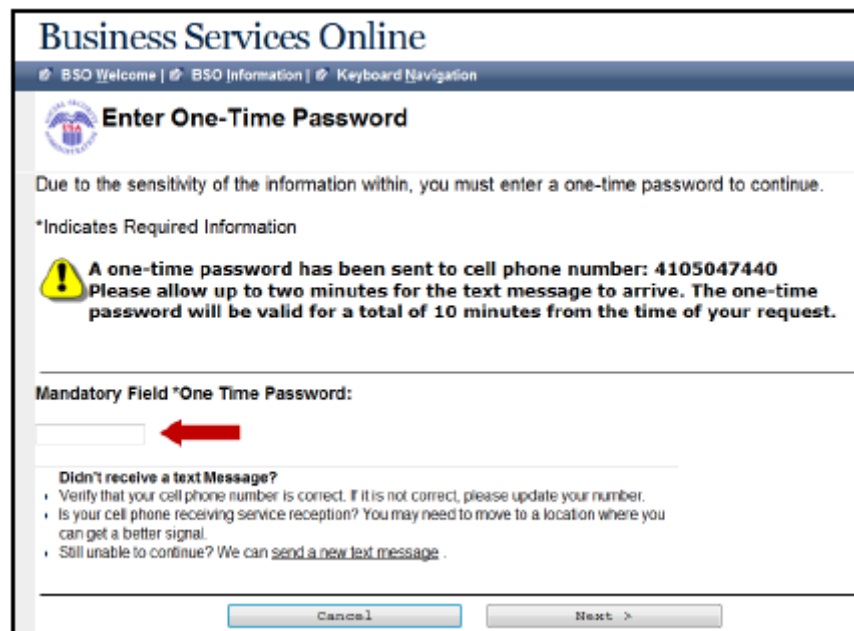 Business Services Online
BSO Welcome | BSO Information | Keyboard Navigation
SOCIAL SECURITY ADMINISTRATION
USA
Enter One-Time Password
Due to the sensitivity of the information within, you must enter a one-time password to continue.
*Indicates Required Information
A one-time password has been sent to cell phone number: 4105047440
Please allow up to two minutes for the text message to arrive. The one-time
password will be valid for a total of 10 minutes from the time of your request.
Mandatory Field *One Time Password:
Didn't receive a text Message?
Verify that your cell phone number is correct. If it is not correct, please update your number.
Is your cell phone receiving service reception? You may need to move to a location where you
can get a better signal.
Still unable to continue? We can send a new text message .
Cancel
Next >